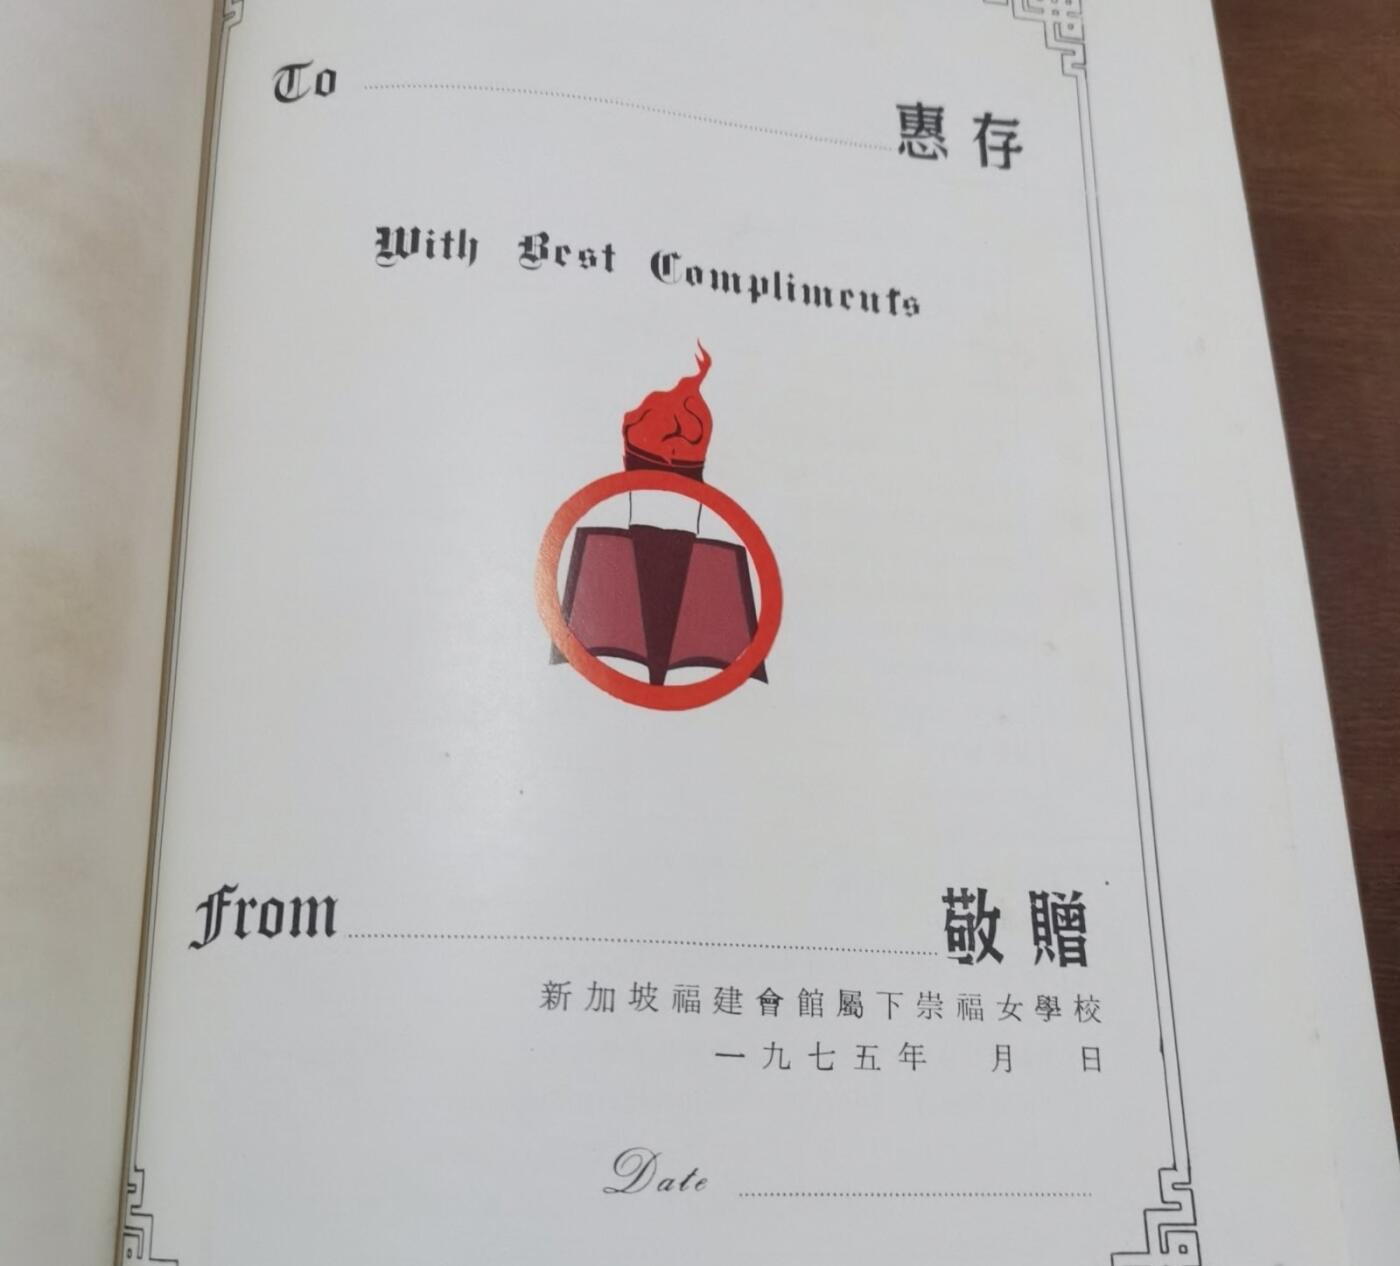 To 惠存
With Best Compliments
From 敬贈
新加坡福建會館屬下崇福女學校
一九七五年 月 日
Date